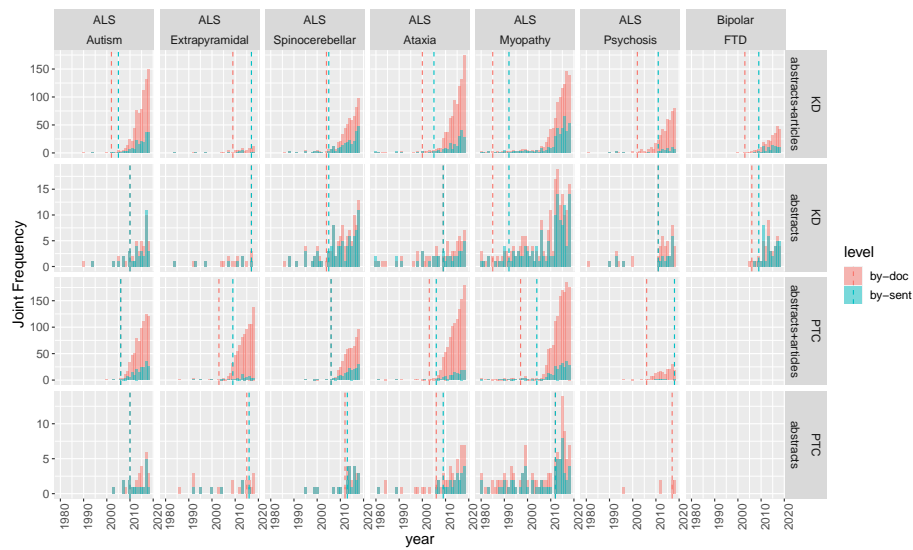 ALS ALS ALS ALS ALS ALS Bipolar
Autism Extrapyramidal Spinocerebellar Ataxia Myopathy Psychosis FTD
Joint Frequency
150
100
50
0
KD
abstracts+articles
15
10
5
0
KD
abstracts
150
100
50
0
PTC
abstracts+articles
10
5
0
PTC
abstracts
1980 1990 2000 2010 2020
1980 1990 2000 2010 2020
1980 1990 2000 2010 2020
1980 1990 2000 2010 2020
1980 1990 2000 2010 2020
1980 1990 2000 2010 2020
1980 1990 2000 2010 2020
year
level
by−doc
by−sent